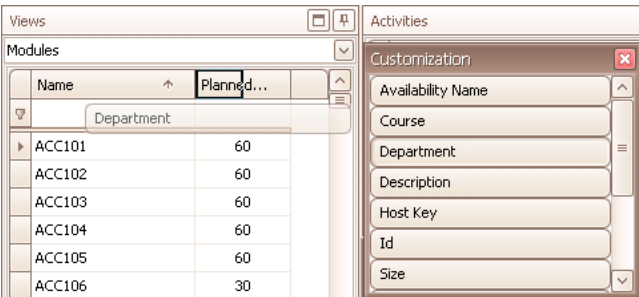 Views
Modules
Name Planned...
Department
ACC101 60
ACC102 60
ACC103 60
ACC104 60
ACC105 60
ACC106 30
Activities
Customization
Availability Name
Course
Department
Description
Host Key
Id
Size